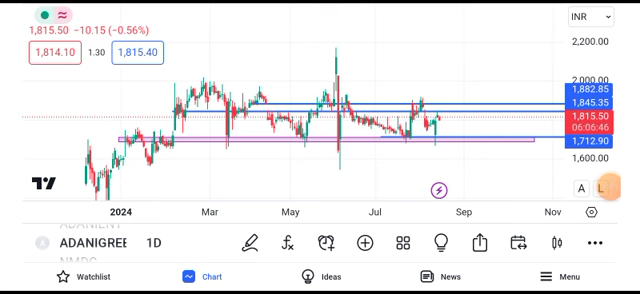 1,815.50 −10.15 (−0.56%)
INR
1,814.10 1.30 1,815.40
2,200.00
2,000.00
1,882.85
1,845.35
1,815.50
06:06:46
1,712.90
1,600.00
A L
2024 Mar May Jul Sep Nov
ADANIENT
A ADANIGREE 1D
NMDC
Watchlist Chart Ideas News Menu